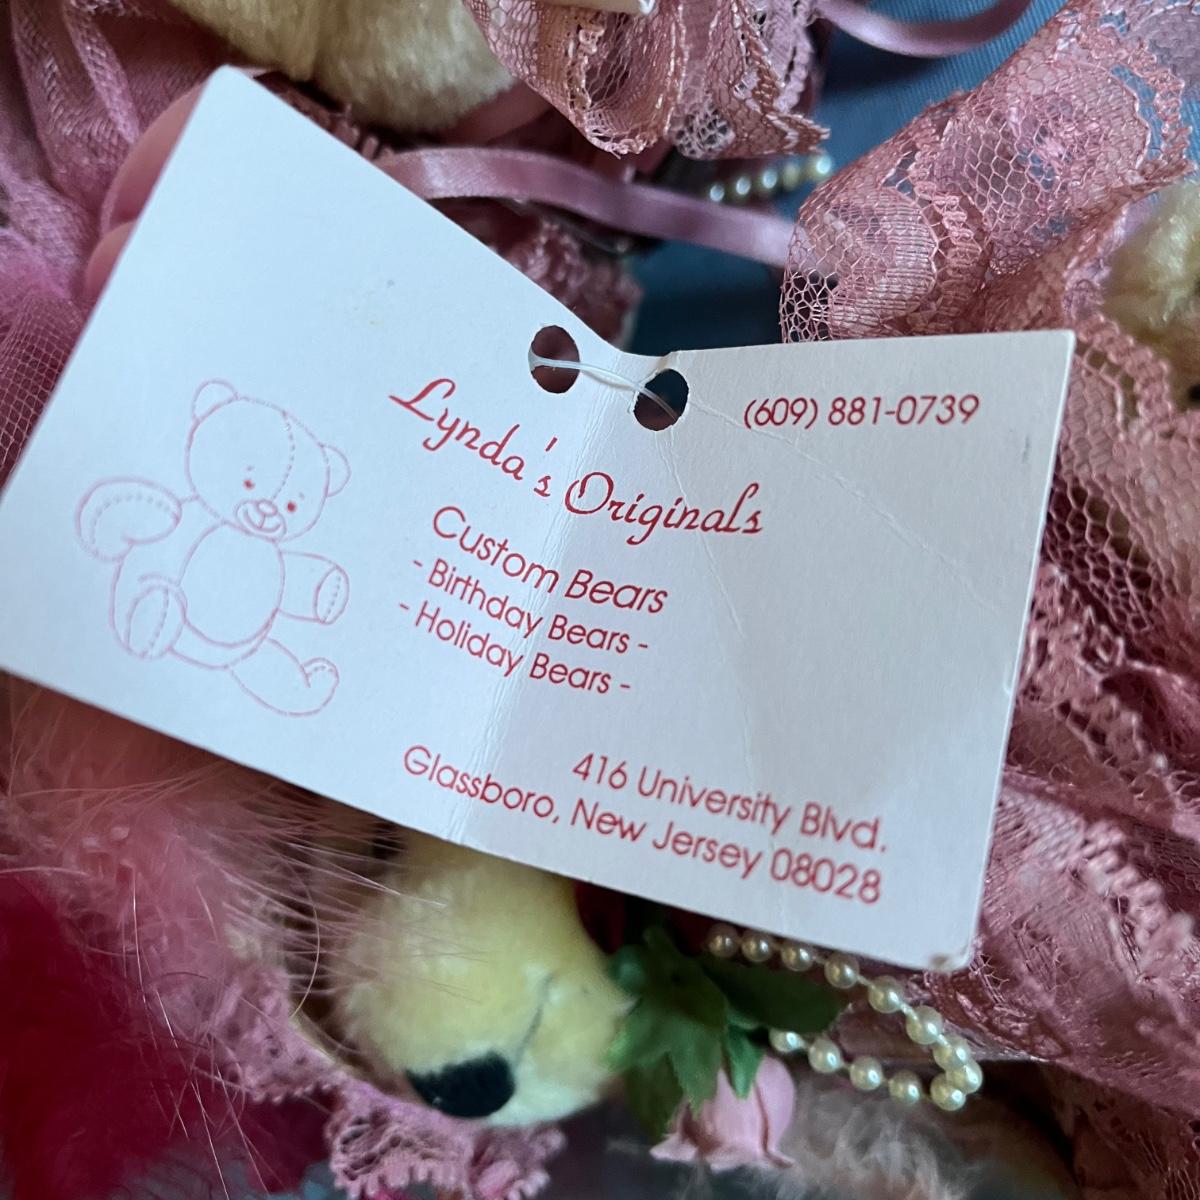 (609) 881-0739
Lynda's Originals
Custom Bears
- Birthday Bears -
- Holiday Bears -
416 University Blvd.
Glassboro, New Jersey 08028